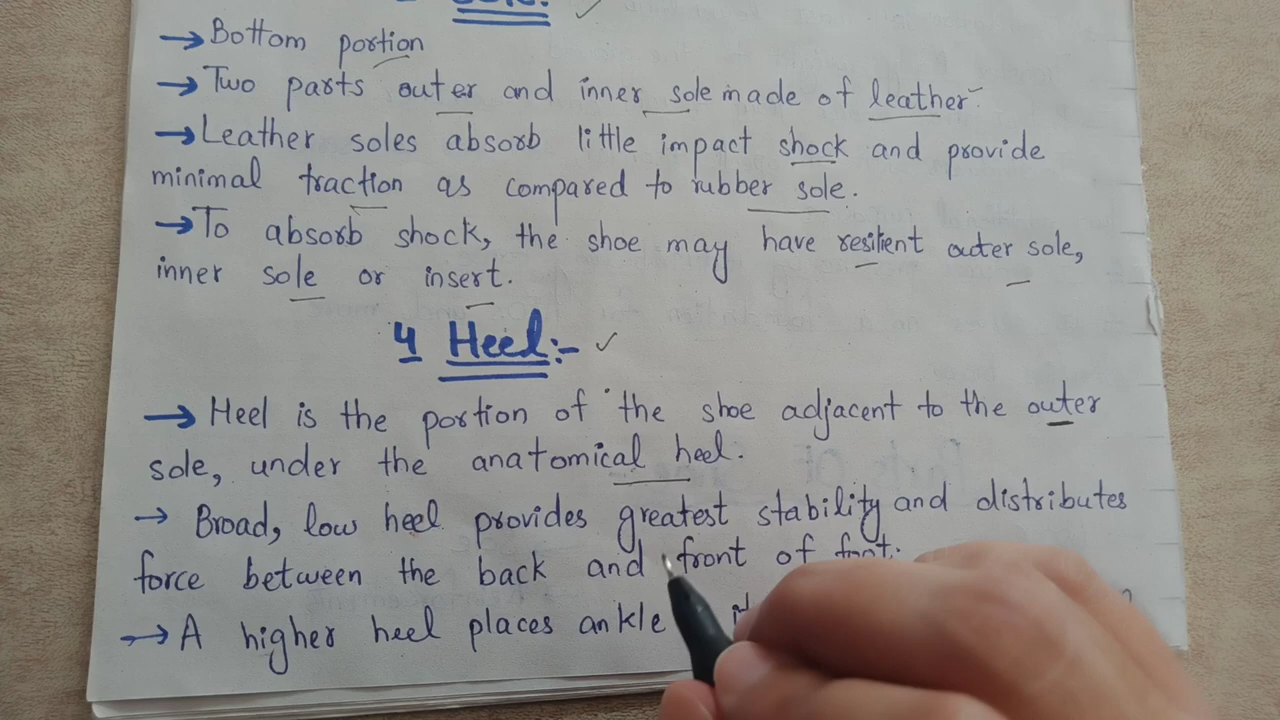 → Bottom portion
→ Two parts outer and inner sole made of leather.
→ Leather soles absorb little impact shock and provide
minimal traction as compared to rubber sole.
→ To absorb shock, the shoe may have resilient outer sole,
inner sole or insert.
4 Heel:-
→ Heel is the portion of the shoe adjacent to the outer
sole, under the anatomical heel.
→ Broad, low heel provides greatest stability and distributes
force between the back and front of
→ A higher heel places ankle